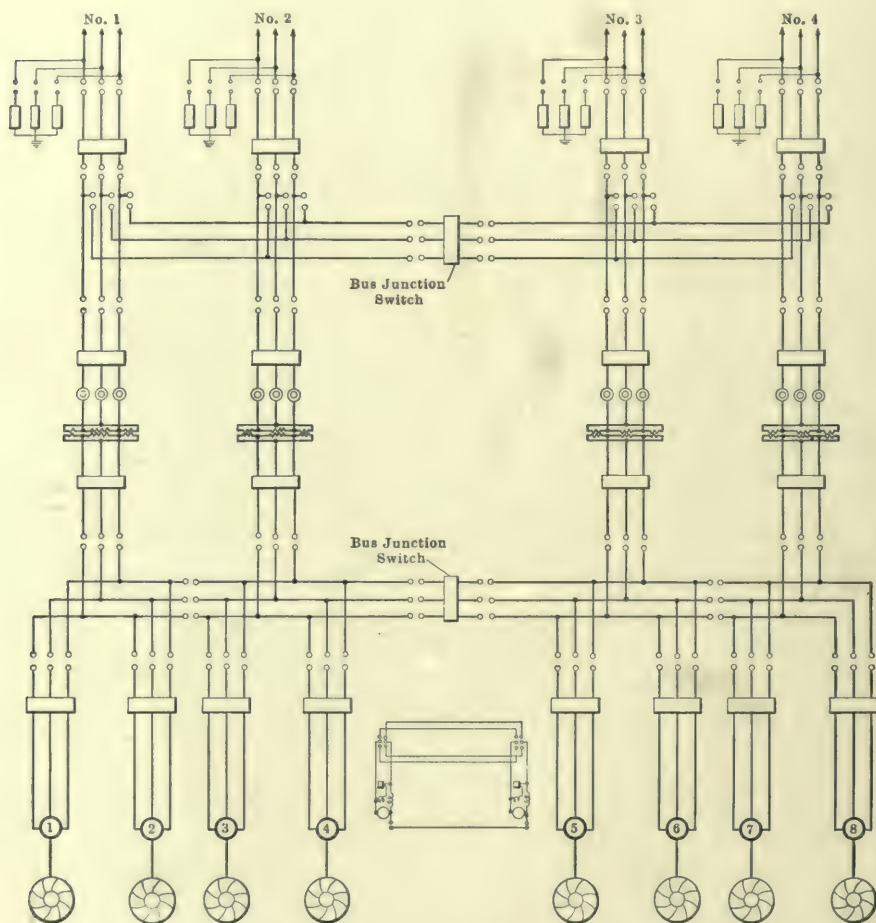 No. 1
No. 2
No. 3
No. 4
Bus Junction
Switch
Bus Junction
Switch
1
2
3
4
5
6
7
8